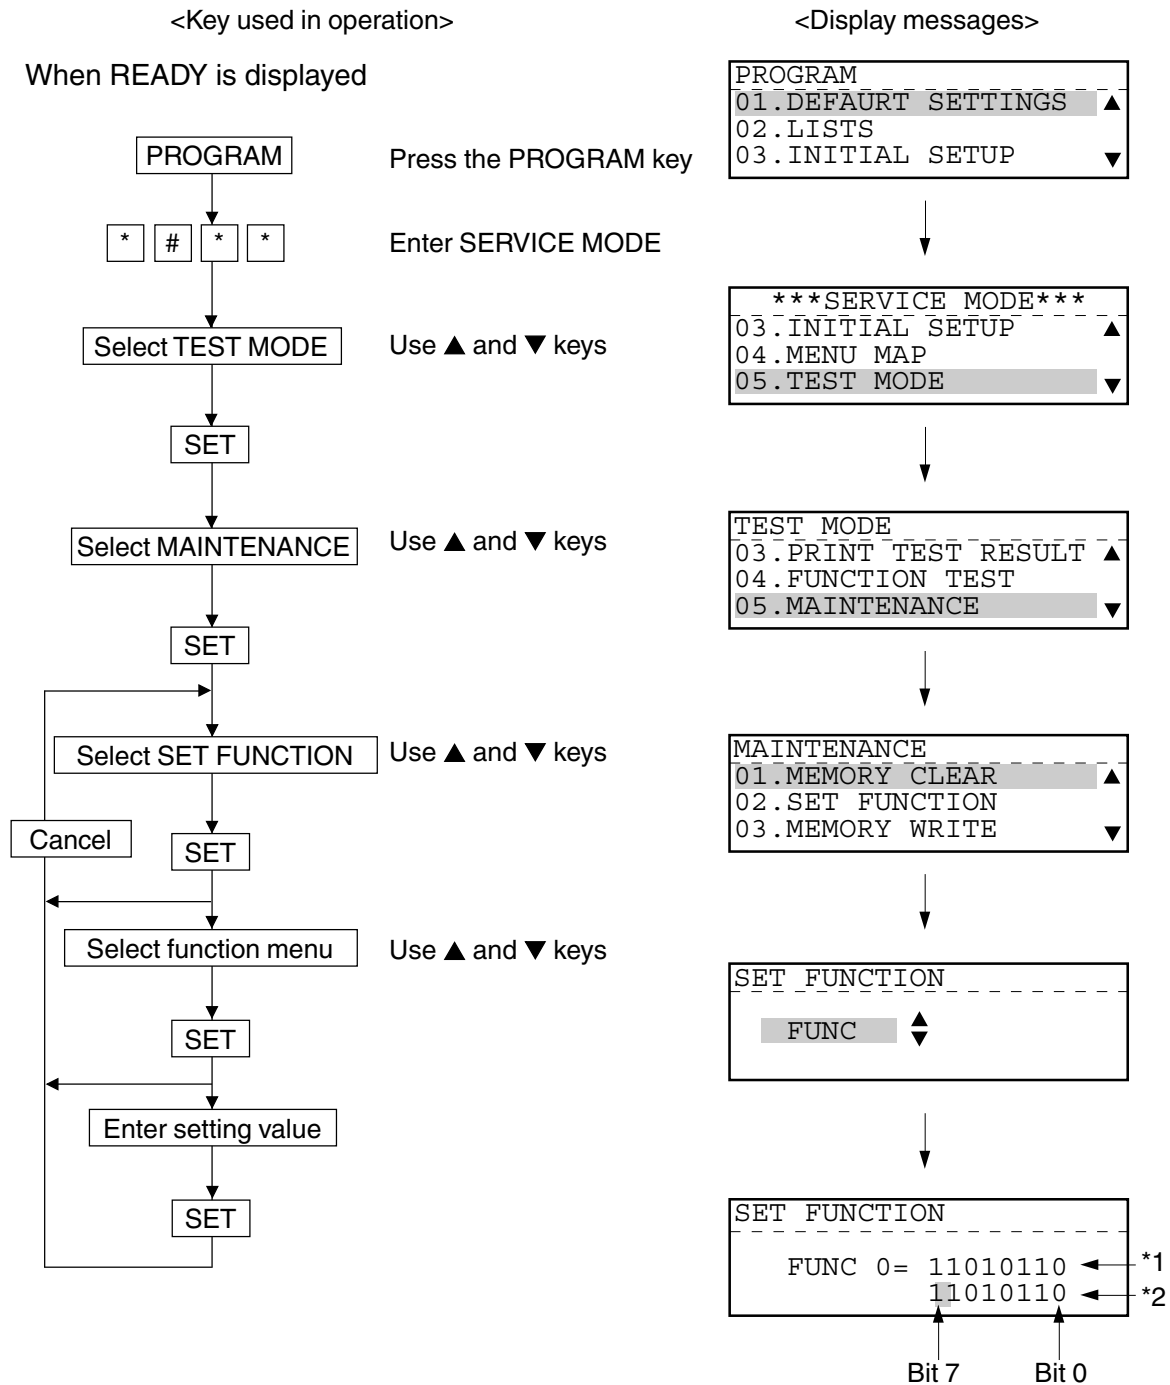 <Key used in operation>
<Display messages>
When READY is displayed
PROGRAM
Press the PROGRAM key
* # * *
Enter SERVICE MODE
Select TEST MODE
Use ▲ and ▼ keys
SET
Select MAINTENANCE
Use ▲ and ▼ keys
SET
Select SET FUNCTION
Use ▲ and ▼ keys
Cancel
SET
Select function menu
Use ▲ and ▼ keys
SET
Enter setting value
SET
PROGRAM
01.DEFAURT SETTINGS ▲
02.LISTS
03.INITIAL SETUP ▼
***SERVICE MODE***
03.INITIAL SETUP ▲
04.MENU MAP
05.TEST MODE ▼
TEST MODE
03.PRINT TEST RESULT ▲
04.FUNCTION TEST
05.MAINTENANCE ▼
MAINTENANCE
01.MEMORY CLEAR ▲
02.SET FUNCTION
03.MEMORY WRITE ▼
SET FUNCTION
FUNC ▲▼
SET FUNCTION
FUNC 0= 11010110 *1
11010110 *2
Bit 7 Bit 0